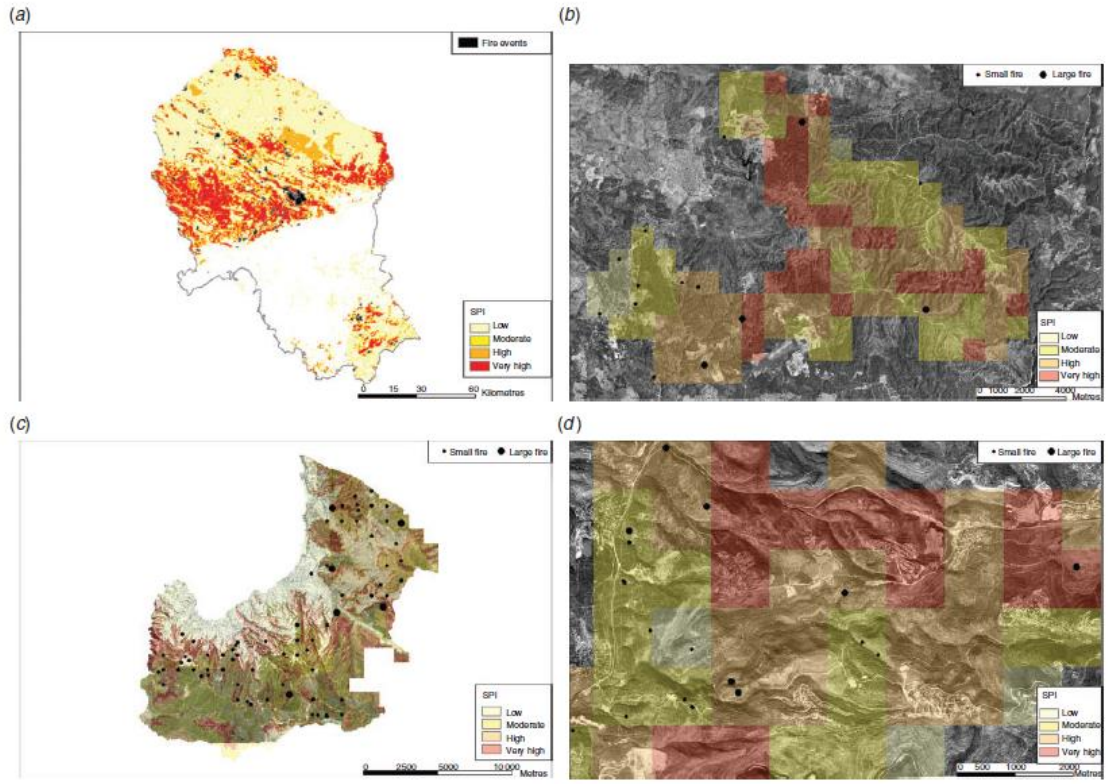 (a)
Fire events
SPI
Low
Moderate
High
Very high
0 15 30 60
Kilometres
(b)
Small fire Large fire
SPI
Low
Moderate
High
Very high
0 1000 2000 4000
Metres
(c)
Small fire Large fire
SPI
Low
Moderate
High
Very high
0 2500 5000 10 000
Metres
(d)
Small fire Large fire
SPI
Low
Moderate
High
Very high
0 500 1000 2000
Metres